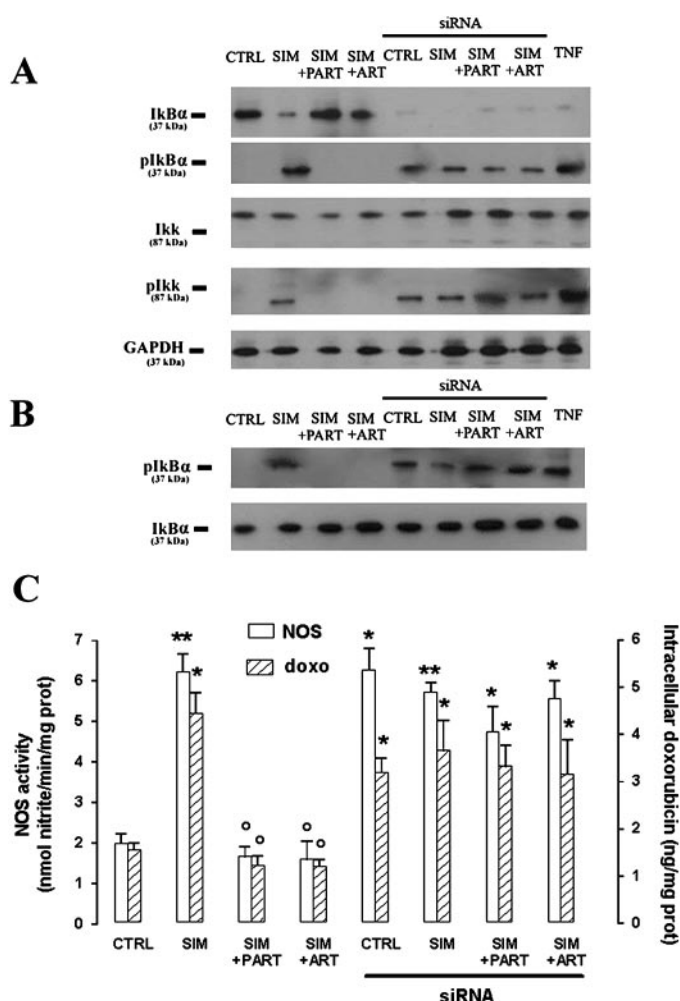 siRNA
A
CTRL SIM SIM +PART SIM +ART CTRL SIM SIM +PART SIM +ART TNF
IkBα
(37 kDa)
pIkBα
(37 kDa)
Ikk
(87 kDa)
pIkk
(87 kDa)
GAPDH
(37 kDa)
siRNA
B
CTRL SIM SIM +PART SIM +ART CTRL SIM SIM +PART SIM +ART TNF
pIkBα
(37 kDa)
IkBα
(37 kDa)
C
NOS activity
(nmol nitrite/min/mg prot)
7
6
5
4
3
2
1
0
NOS
doxo
** * ° ° ° ° * * ** * * * * *
6
5
4
3
2
1
0
Intracellular doxorubicin (ng/mg prot)
CTRL SIM SIM +PART SIM +ART CTRL SIM SIM +PART SIM +ART
siRNA